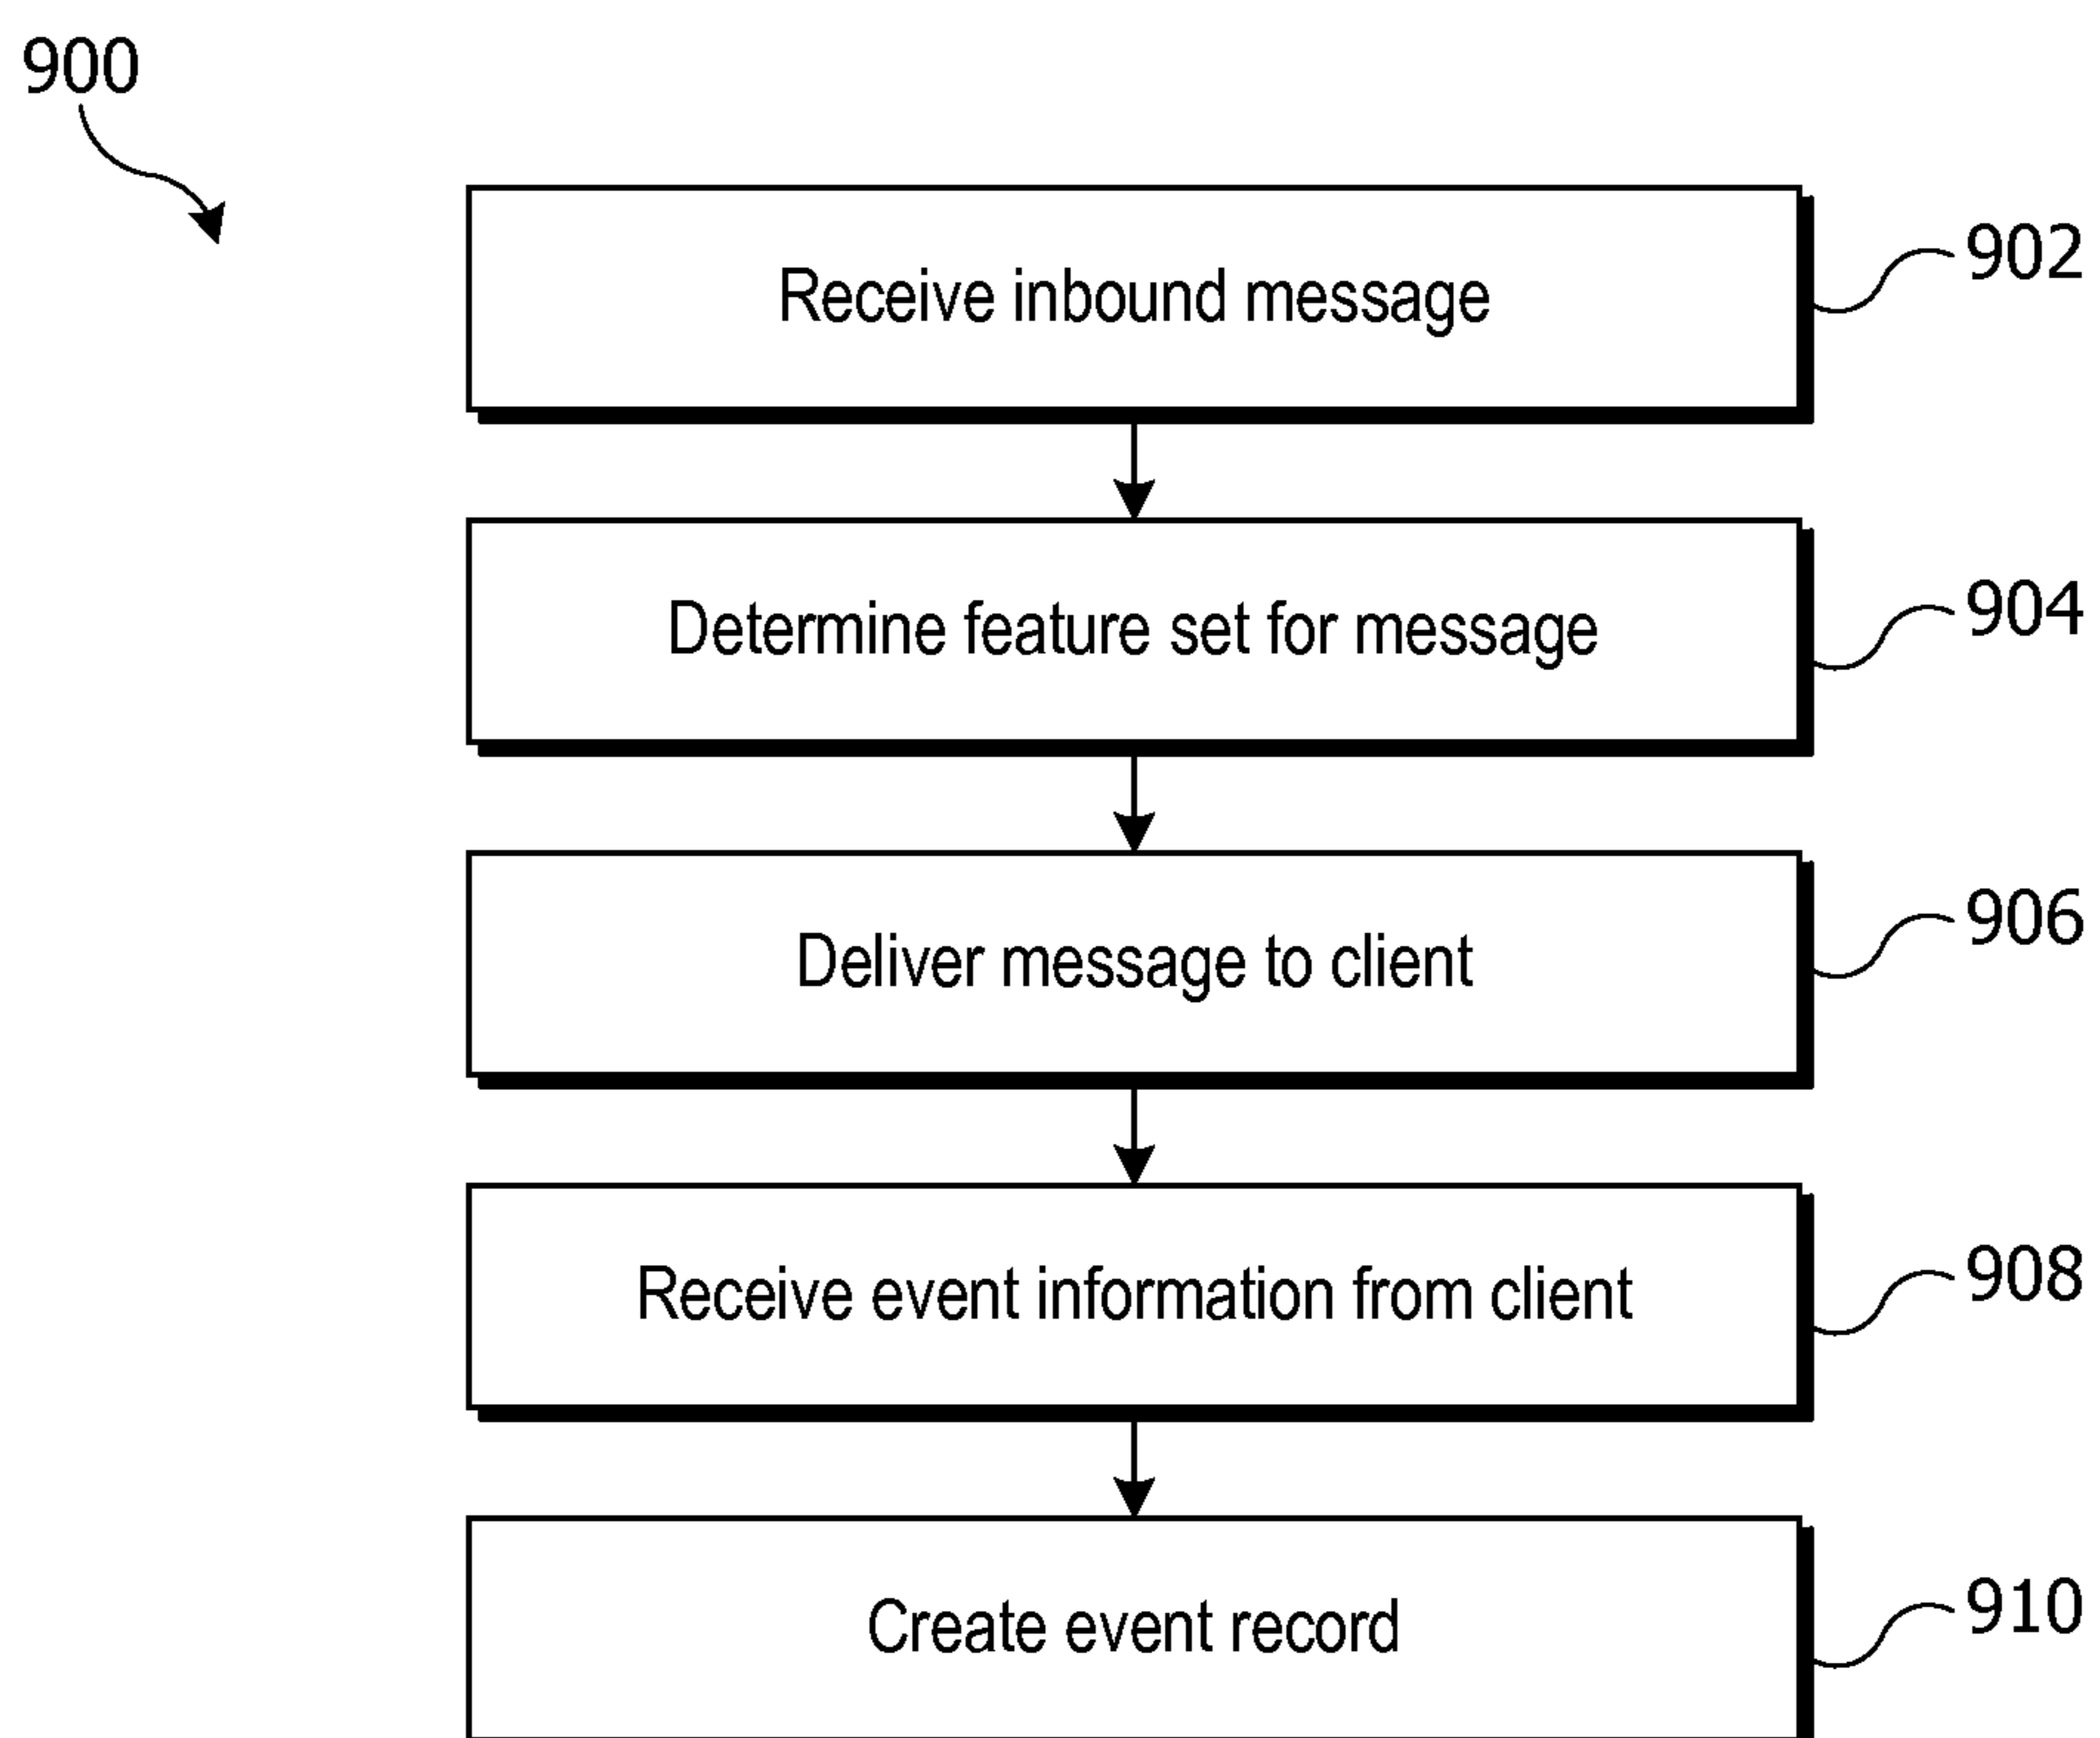 900
Receive inbound message
902
Determine feature set for message
904
Deliver message to client
906
Receive event information from client
908
Create event record
910